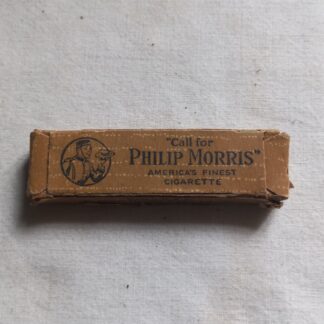 "Call for
PHILIP MORRIS"
AMERICA'S FINEST
CIGARETTE